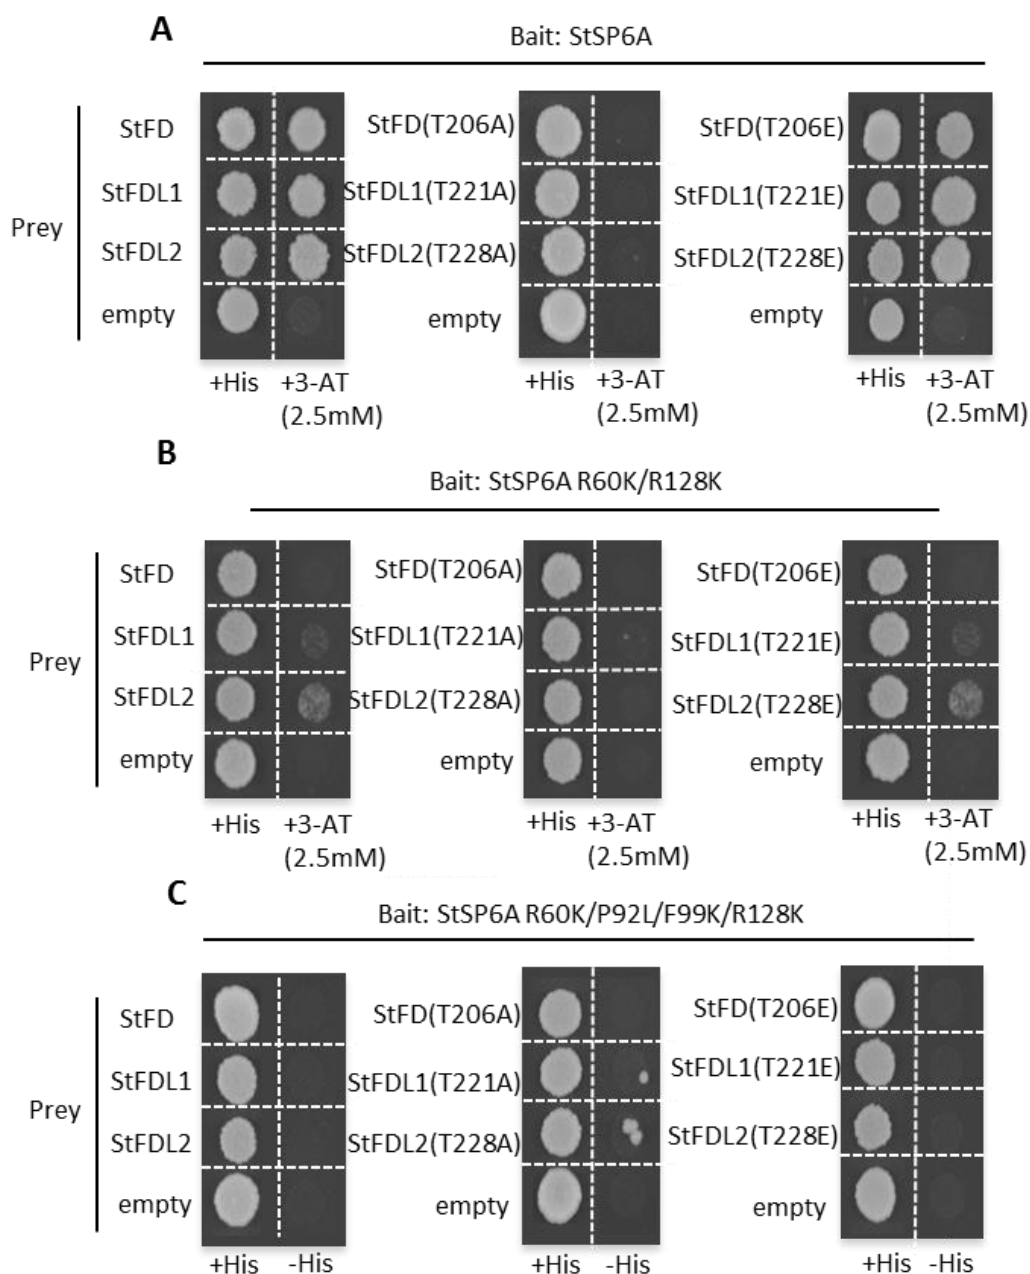 A
Bait: StSP6A
Prey
StFD
StFDL1
StFDL2
empty
+His +3-AT
(2.5mM)
StFD(T206A)
StFDL1(T221A)
StFDL2(T228A)
empty
+His +3-AT
(2.5mM)
StFD(T206E)
StFDL1(T221E)
StFDL2(T228E)
empty
+His +3-AT
(2.5mM)
B
Bait: StSP6A R60K/R128K
Prey
StFD
StFDL1
StFDL2
empty
+His +3-AT
(2.5mM)
StFD(T206A)
StFDL1(T221A)
StFDL2(T228A)
empty
+His +3-AT
(2.5mM)
StFD(T206E)
StFDL1(T221E)
StFDL2(T228E)
empty
+His +3-AT
(2.5mM)
C
Bait: StSP6A R60K/P92L/F99K/R128K
Prey
StFD
StFDL1
StFDL2
empty
+His -His
StFD(T206A)
StFDL1(T221A)
StFDL2(T228A)
empty
+His -His
StFD(T206E)
StFDL1(T221E)
StFDL2(T228E)
empty
+His -His